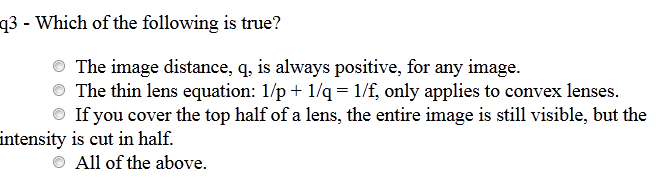 q3 - Which of the following is true?
The image distance, q, is always positive, for any image.
The thin lens equation: 1/p + 1/q = 1/f, only applies to convex lenses.
If you cover the top half of a lens, the entire image is still visible, but the
intensity is cut in half.
All of the above.